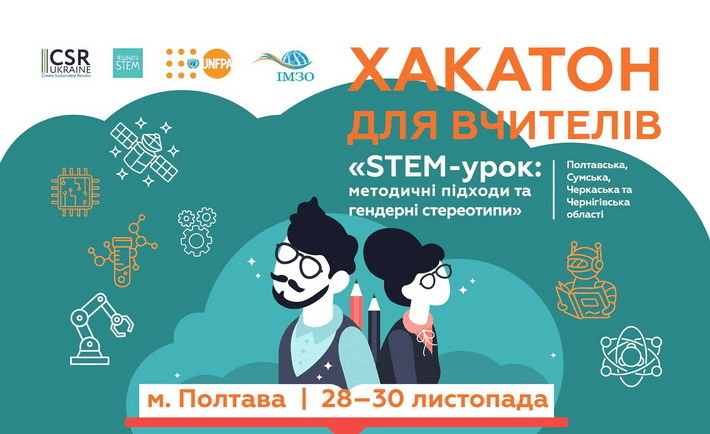 CSR
UKRAINE
Create Sustainable Results
#Дівчата
STEM
UNFPA
ІМЗО
ХАКАТОН
ДЛЯ ВЧИТЕЛІВ
«STEM-урок:
методичні підходи та
гендерні стереотипи»
Полтавська,
Сумська,
Черкаська та
Чернігівська
області
м. Полтава | 28–30 листопада